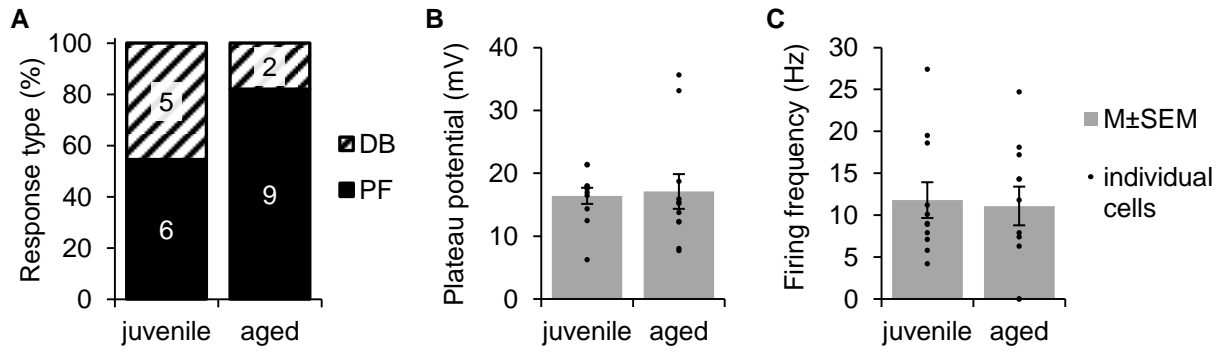 A
Response type (%)
100
80
60
40
20
0
5
6
2
9
juvenile
aged
DB
PF
B
Plateau potential (mV)
40
30
20
10
0
juvenile
aged
C
Firing frequency (Hz)
30
25
20
15
10
5
0
juvenile
aged
M±SEM
individual
cells